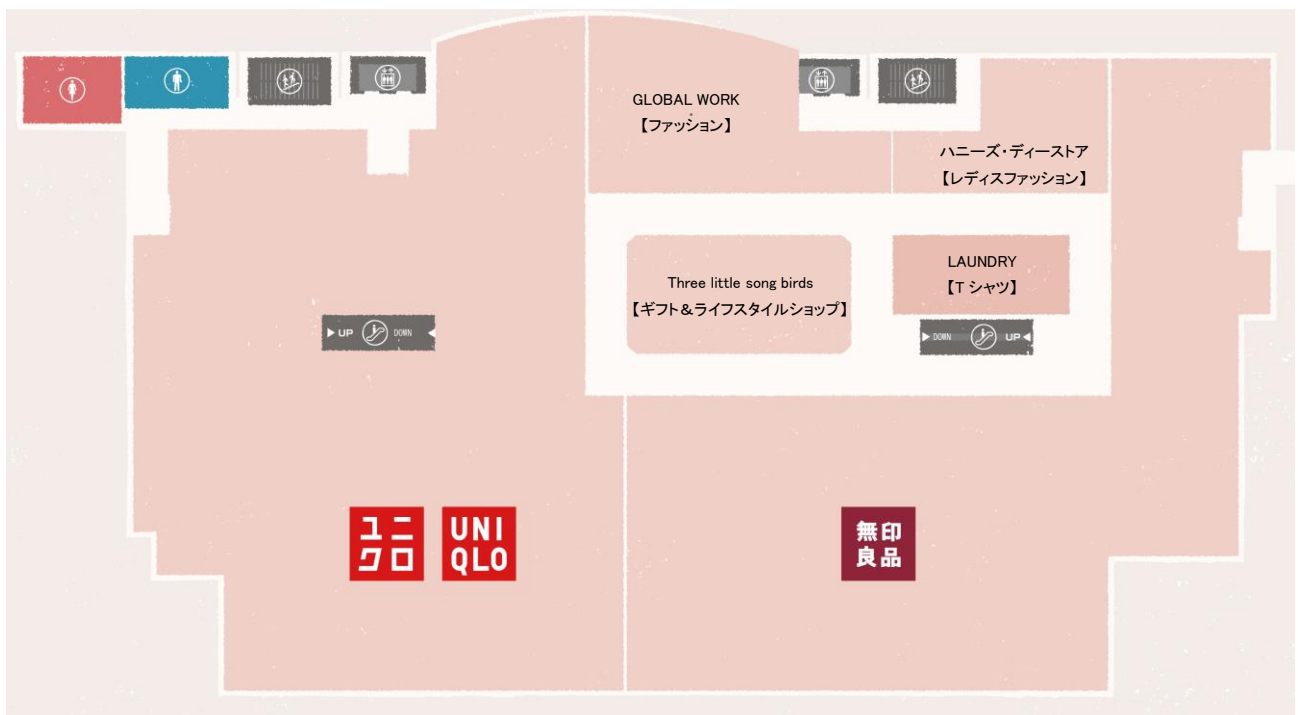 GLOBAL WORK
【ファッション】
ハニーズ・ディーストア
【レディスファッション】
Three little song birds
【ギフト＆ライフスタイルショップ】
LAUNDRY
【T シャツ】
UP DOWN
DOWN UP
ユニ
クロ
UNI
QLO
無印
良品